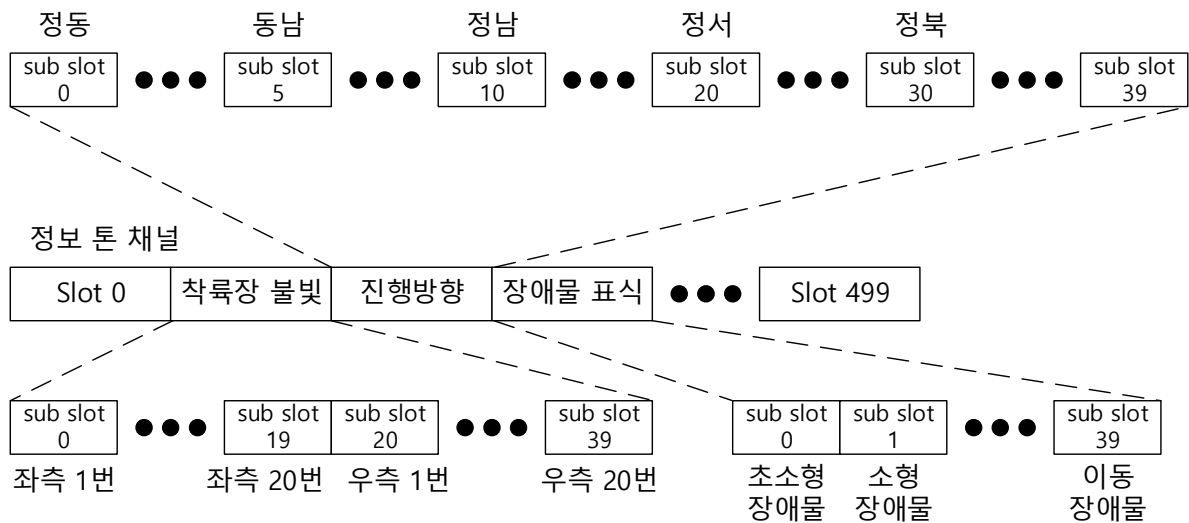 정동 동남 정남 정서 정북
sub slot 0 sub slot 5 sub slot 10 sub slot 20 sub slot 30 sub slot 39
정보 톤 채널
Slot 0 착륙장 불빛 진행방향 장애물 표식 Slot 499
sub slot 0 sub slot 19 sub slot 20 sub slot 39 sub slot 0 sub slot 1 sub slot 39
좌측 1번 좌측 20번 우측 1번 우측 20번 초소형 장애물 소형 장애물 이동 장애물